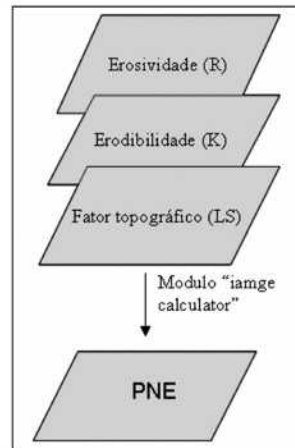 Erosividade (R)
Erodibilidade (K)
Fator topográfico (LS)
Modulo “iamge
calculator”
PNE